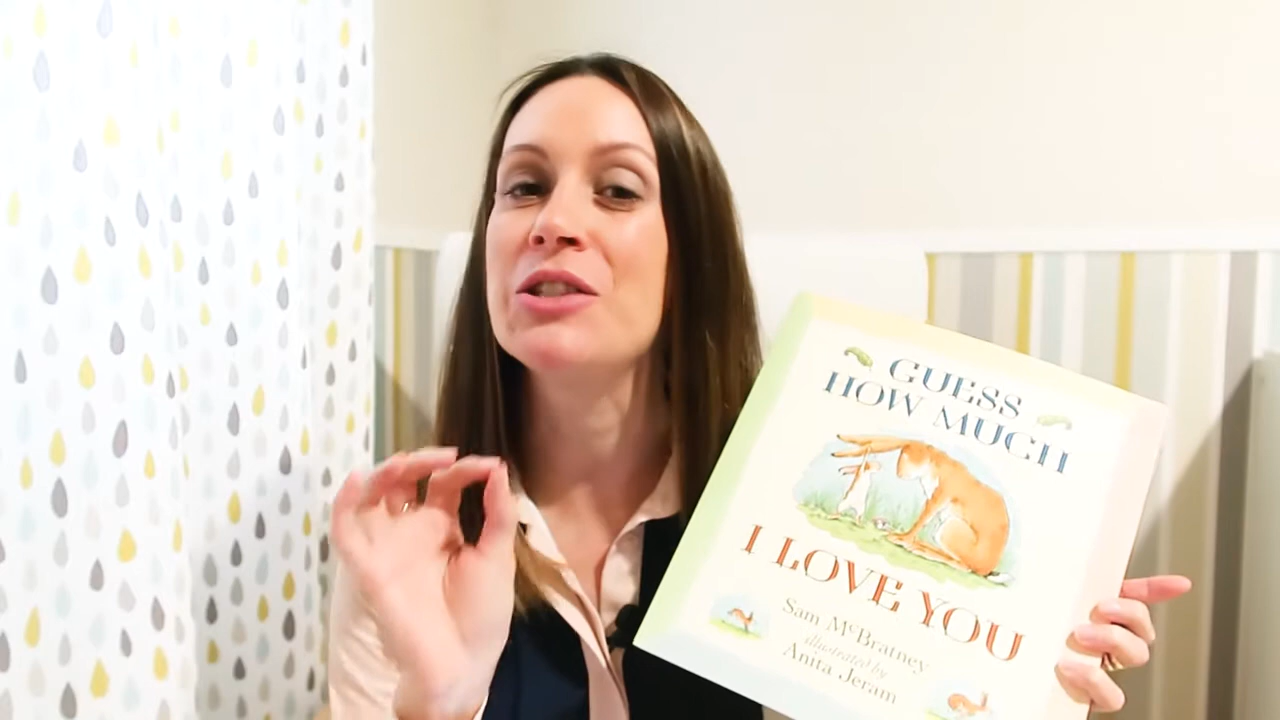 GUESS
HOW MUCH
I LOVE YOU
Sam McBratney
illustrated by
Anita Jeram